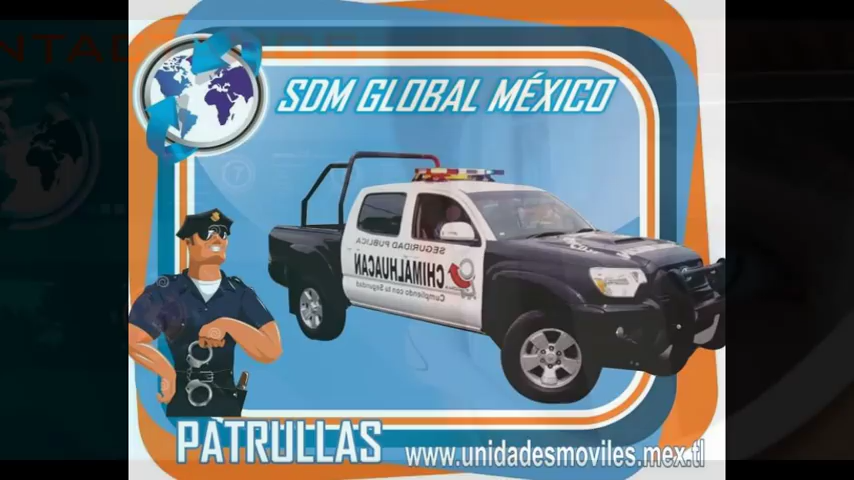 SDM GLOBAL MÉXICO
SEGURIDAD PUBLICA
CHIMALHUACAN
Cumpliendo con tu Seguridad
PATRULLAS
www.unidadesmoviles.mex.tl